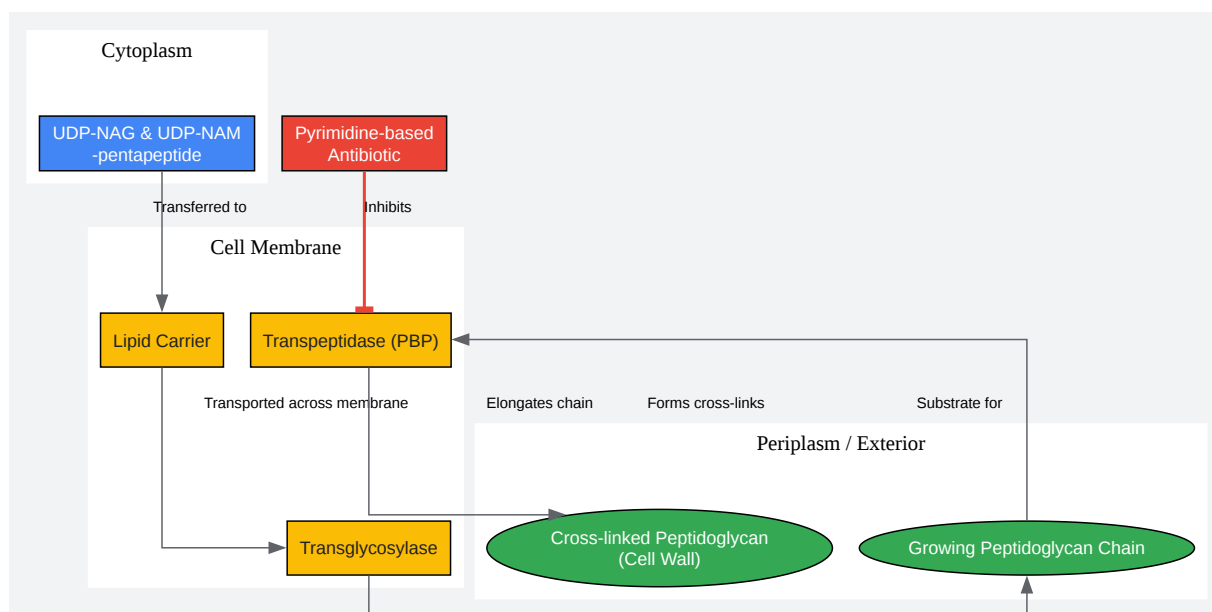 Cytoplasm
UDP-NAG & UDP-NAM
-pentapeptide
Pyrimidine-based
Antibiotic
Transferred to
Inhibits
Cell Membrane
Lipid Carrier
Transpeptidase (PBP)
Transported across membrane
Elongates chain
Forms cross-links
Substrate for
Periplasm / Exterior
Transglycosylase
Cross-linked Peptidoglycan
(Cell Wall)
Growing Peptidoglycan Chain